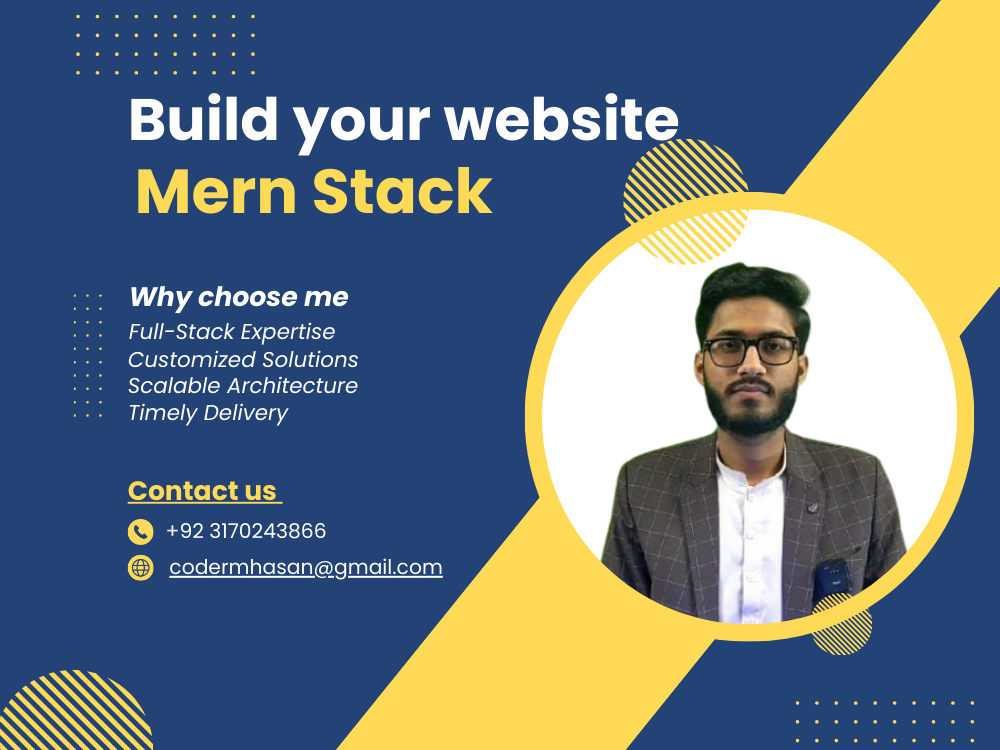 Build your website
Mern Stack
Why choose me
Full-Stack Expertise
Customized Solutions
Scalable Architecture
Timely Delivery
Contact us
+92 3170243866
codermhasan@gmail.com